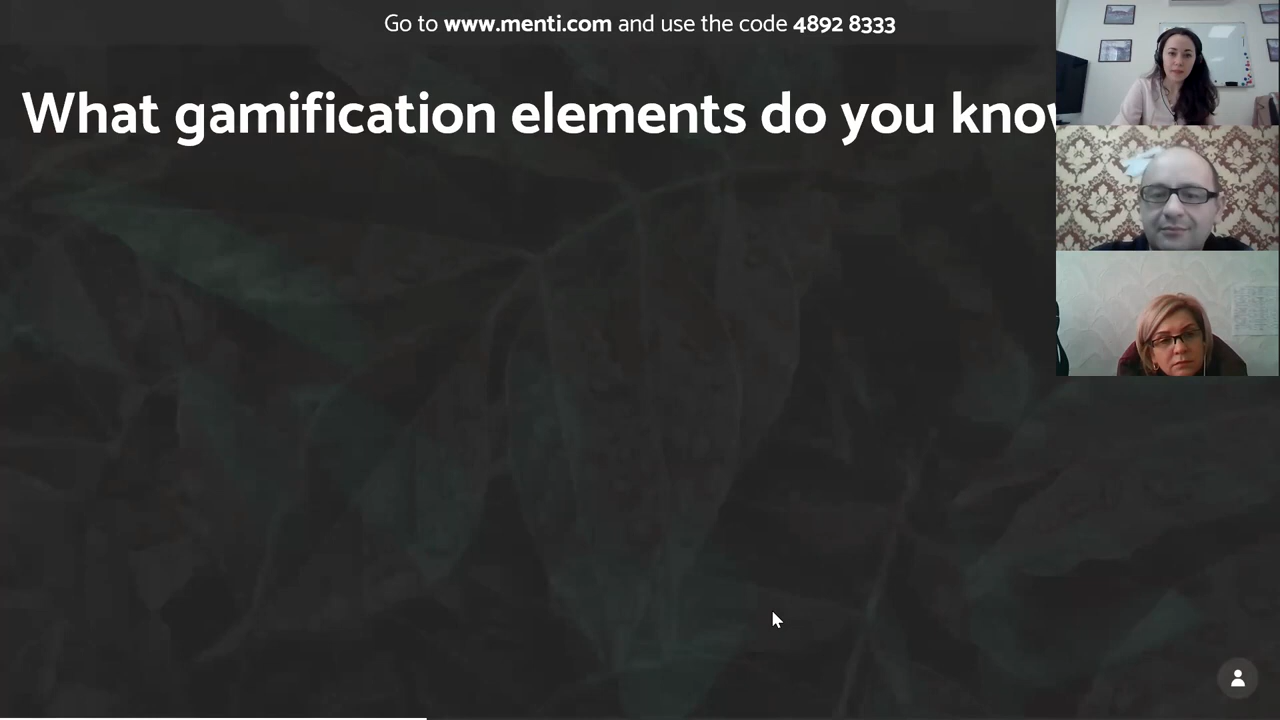 Go to www.menti.com and use the code 4892 8333
What gamification elements do you know